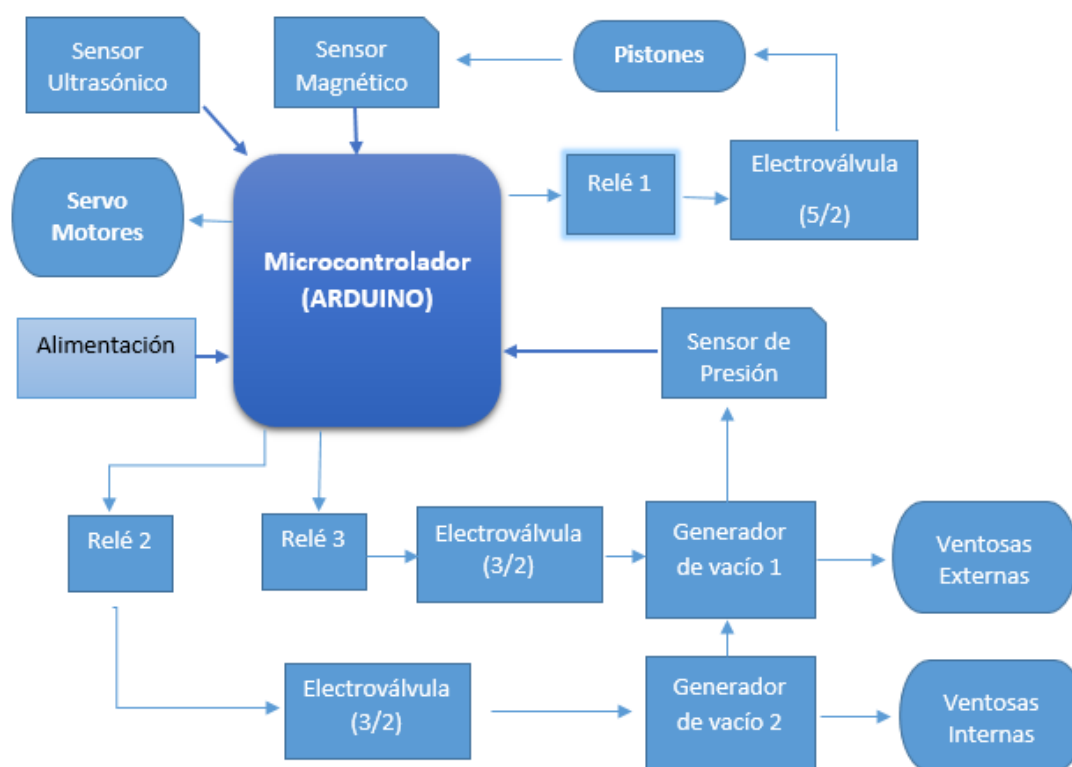 Sensor
Ultrasónico
Sensor
Magnético
Pistones
Relé 1
Electroválvula
(5/2)
Servo
Motores
Microcontrolador
(ARDUINO)
Alimentación
Sensor de
Presión
Relé 2
Relé 3
Electroválvula
(3/2)
Generador
de vacío 1
Ventosas
Externas
Electroválvula
(3/2)
Generador
de vacío 2
Ventosas
Internas